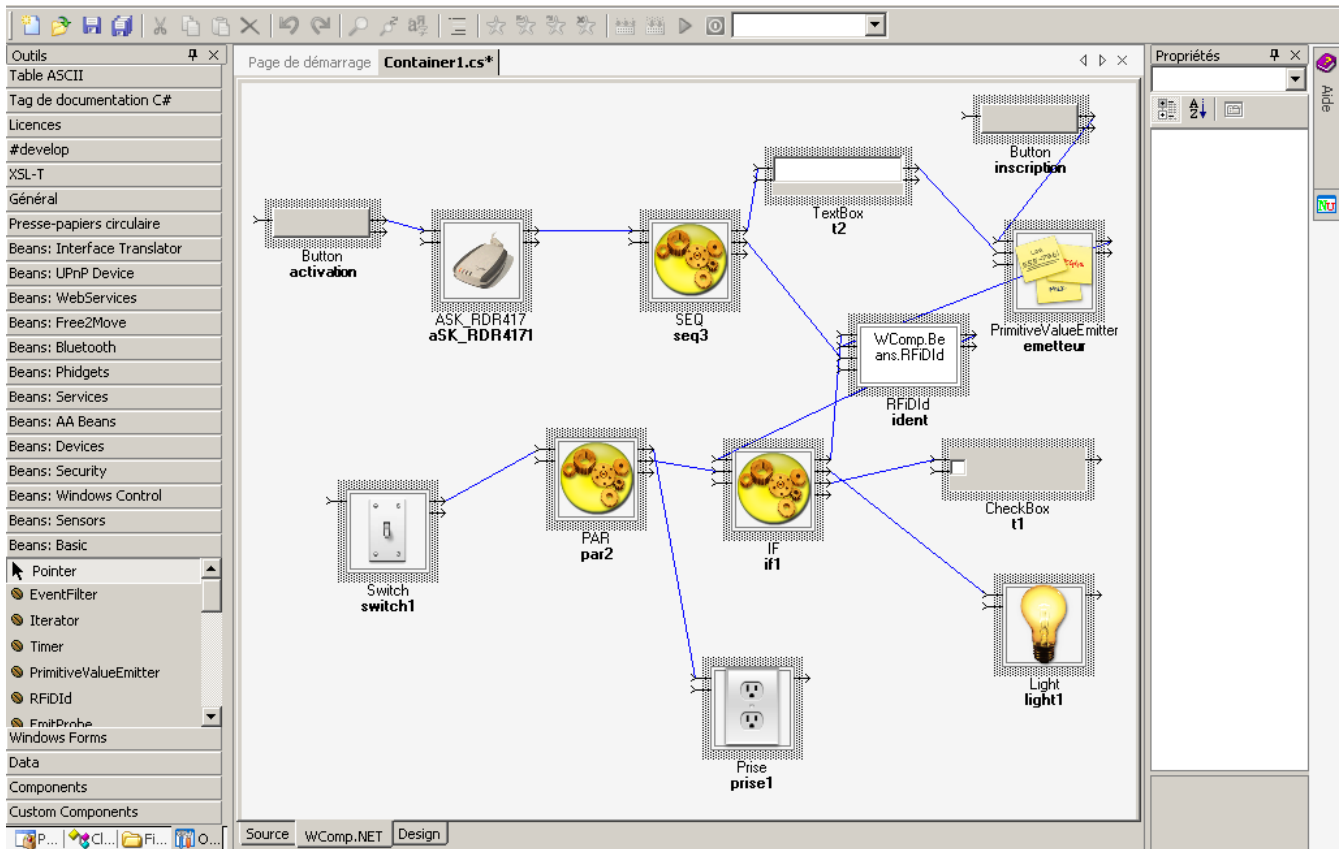 Outils
Table ASCII
Tag de documentation C#
Licences
#develop
XSL-T
Général
Presse-papiers circulaire
Beans: Interface Translator
Beans: UPnP Device
Beans: WebServices
Beans: Free2Move
Beans: Bluetooth
Beans: Phidgets
Beans: Services
Beans: AA Beans
Beans: Devices
Beans: Security
Beans: Windows Control
Beans: Sensors
Beans: Basic
Pointer
EventFilter
Iterator
Timer
PrimitiveValueEmitter
RFiDId
EmitProbe
Windows Forms
Data
Components
Custom Components
P...
Cl...
Fi...
O...
Page de démarrage
Container1.cs*
Button
activation
ASK_RDR417
aSK_RDR4171
SEQ
seq3
TextBox
t2
Button
inscription
PrimitiveValueEmitter
emetteur
WComp.Be
ans.RFiDId
RFiDId
ident
Switch
switch1
PAR
par2
IF
if1
CheckBox
t1
Light
light1
Prise
prise1
Source
WComp.NET
Design
Propriétés
Aide